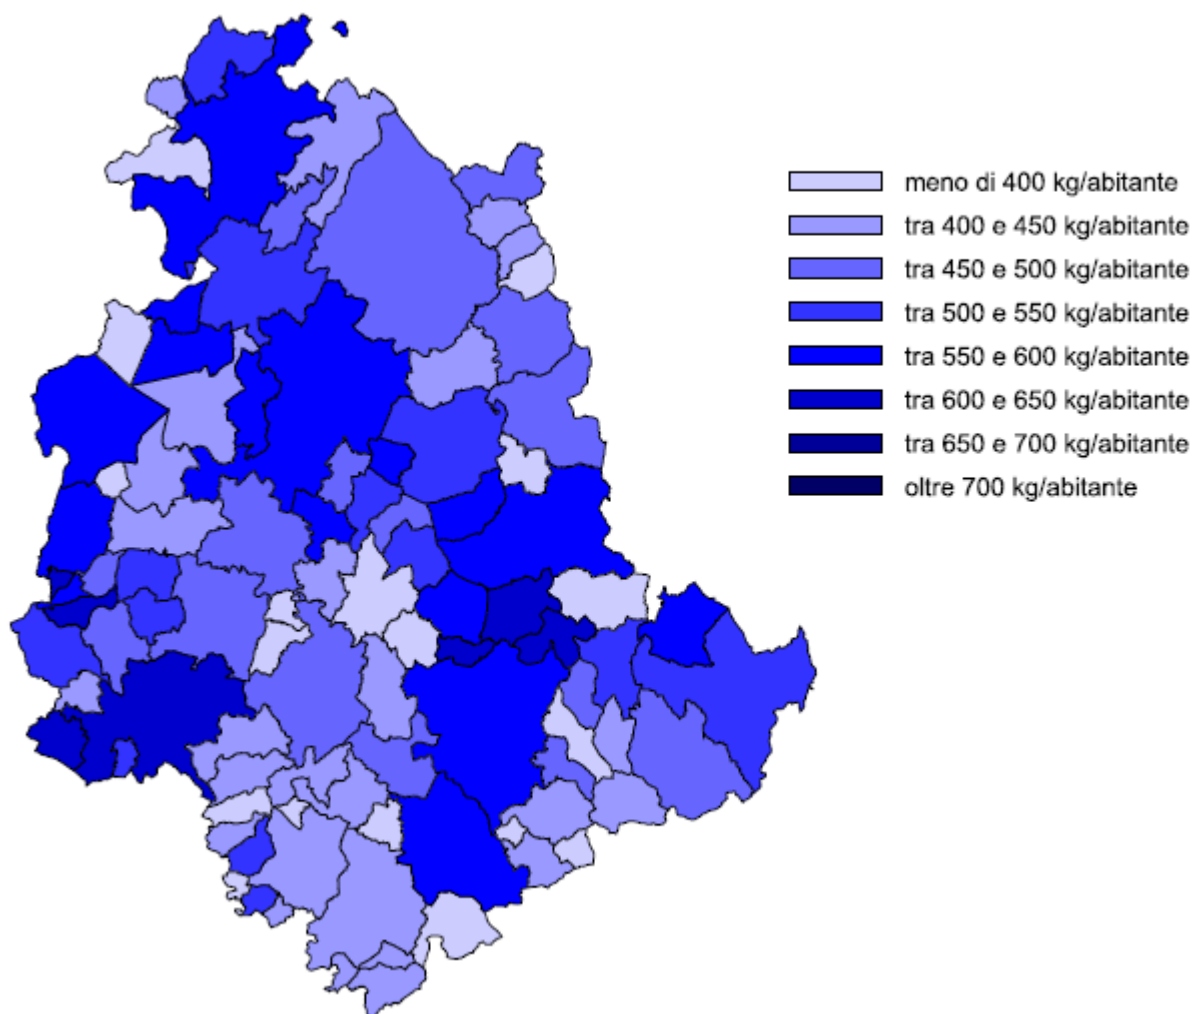 meno di 400 kg/abitante
tra 400 e 450 kg/abitante
tra 450 e 500 kg/abitante
tra 500 e 550 kg/abitante
tra 550 e 600 kg/abitante
tra 600 e 650 kg/abitante
tra 650 e 700 kg/abitante
oltre 700 kg/abitante